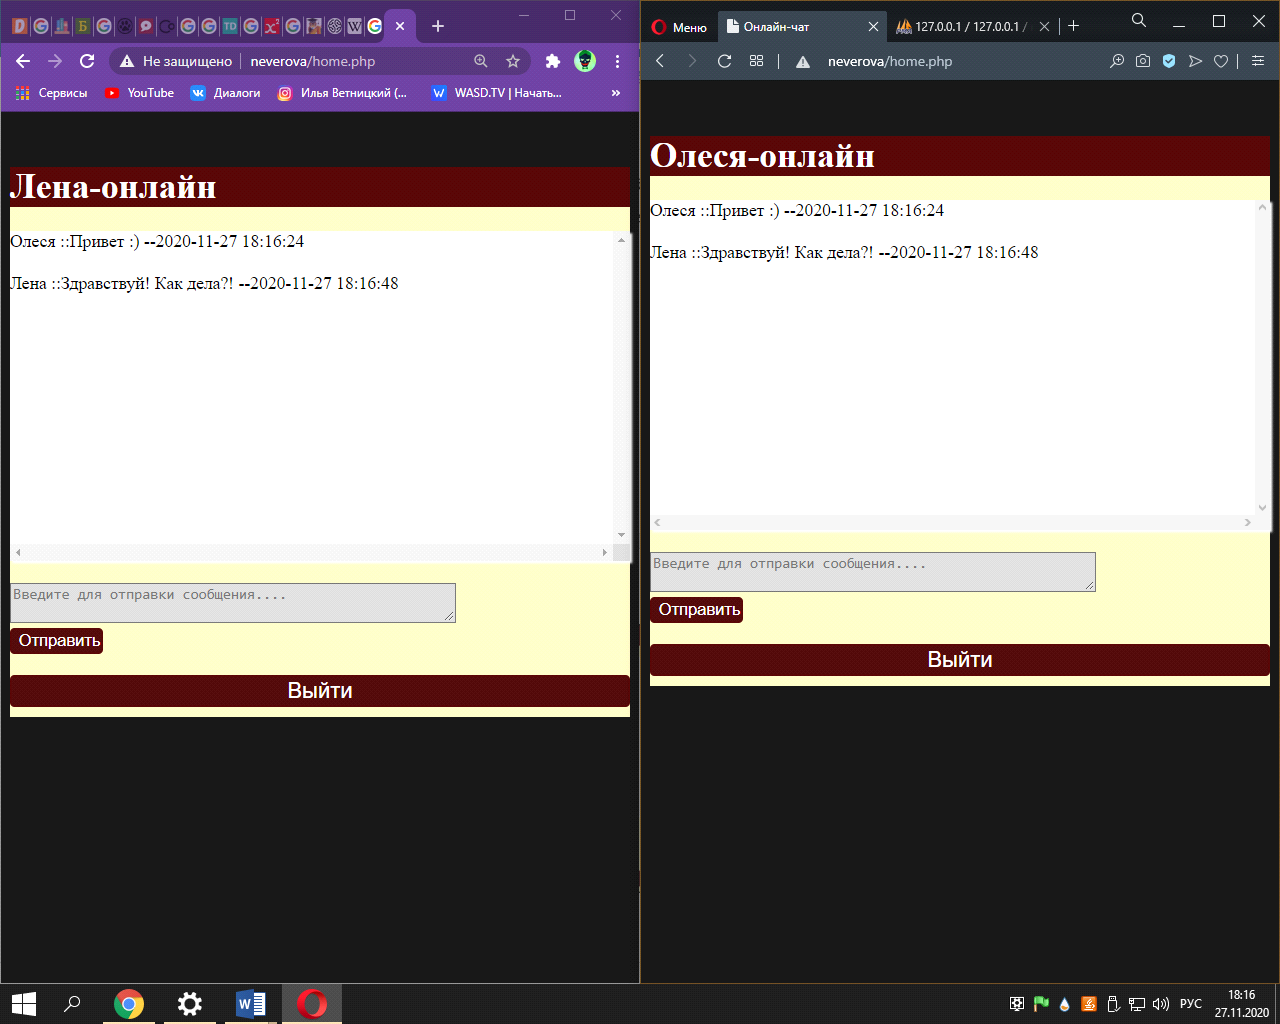 Не защищено neverova/home.php
Сервисы YouTube Диалоги Илья Ветницкий (... WASD.TV | Начать... »
Лена-онлайн
Олеся ::Привет :) --2020-11-27 18:16:24
Лена ::Здравствуй! Как дела?! --2020-11-27 18:16:48
Введите для отправки сообщения....
Отправить
Выйти
Меню Онлайн-чат 127.0.0.1 / 127.0.0.1 /
neverova/home.php
Олеся-онлайн
Олеся ::Привет :) --2020-11-27 18:16:24
Лена ::Здравствуй! Как дела?! --2020-11-27 18:16:48
Введите для отправки сообщения....
Отправить
Выйти
РУС 18:16
27.11.2020